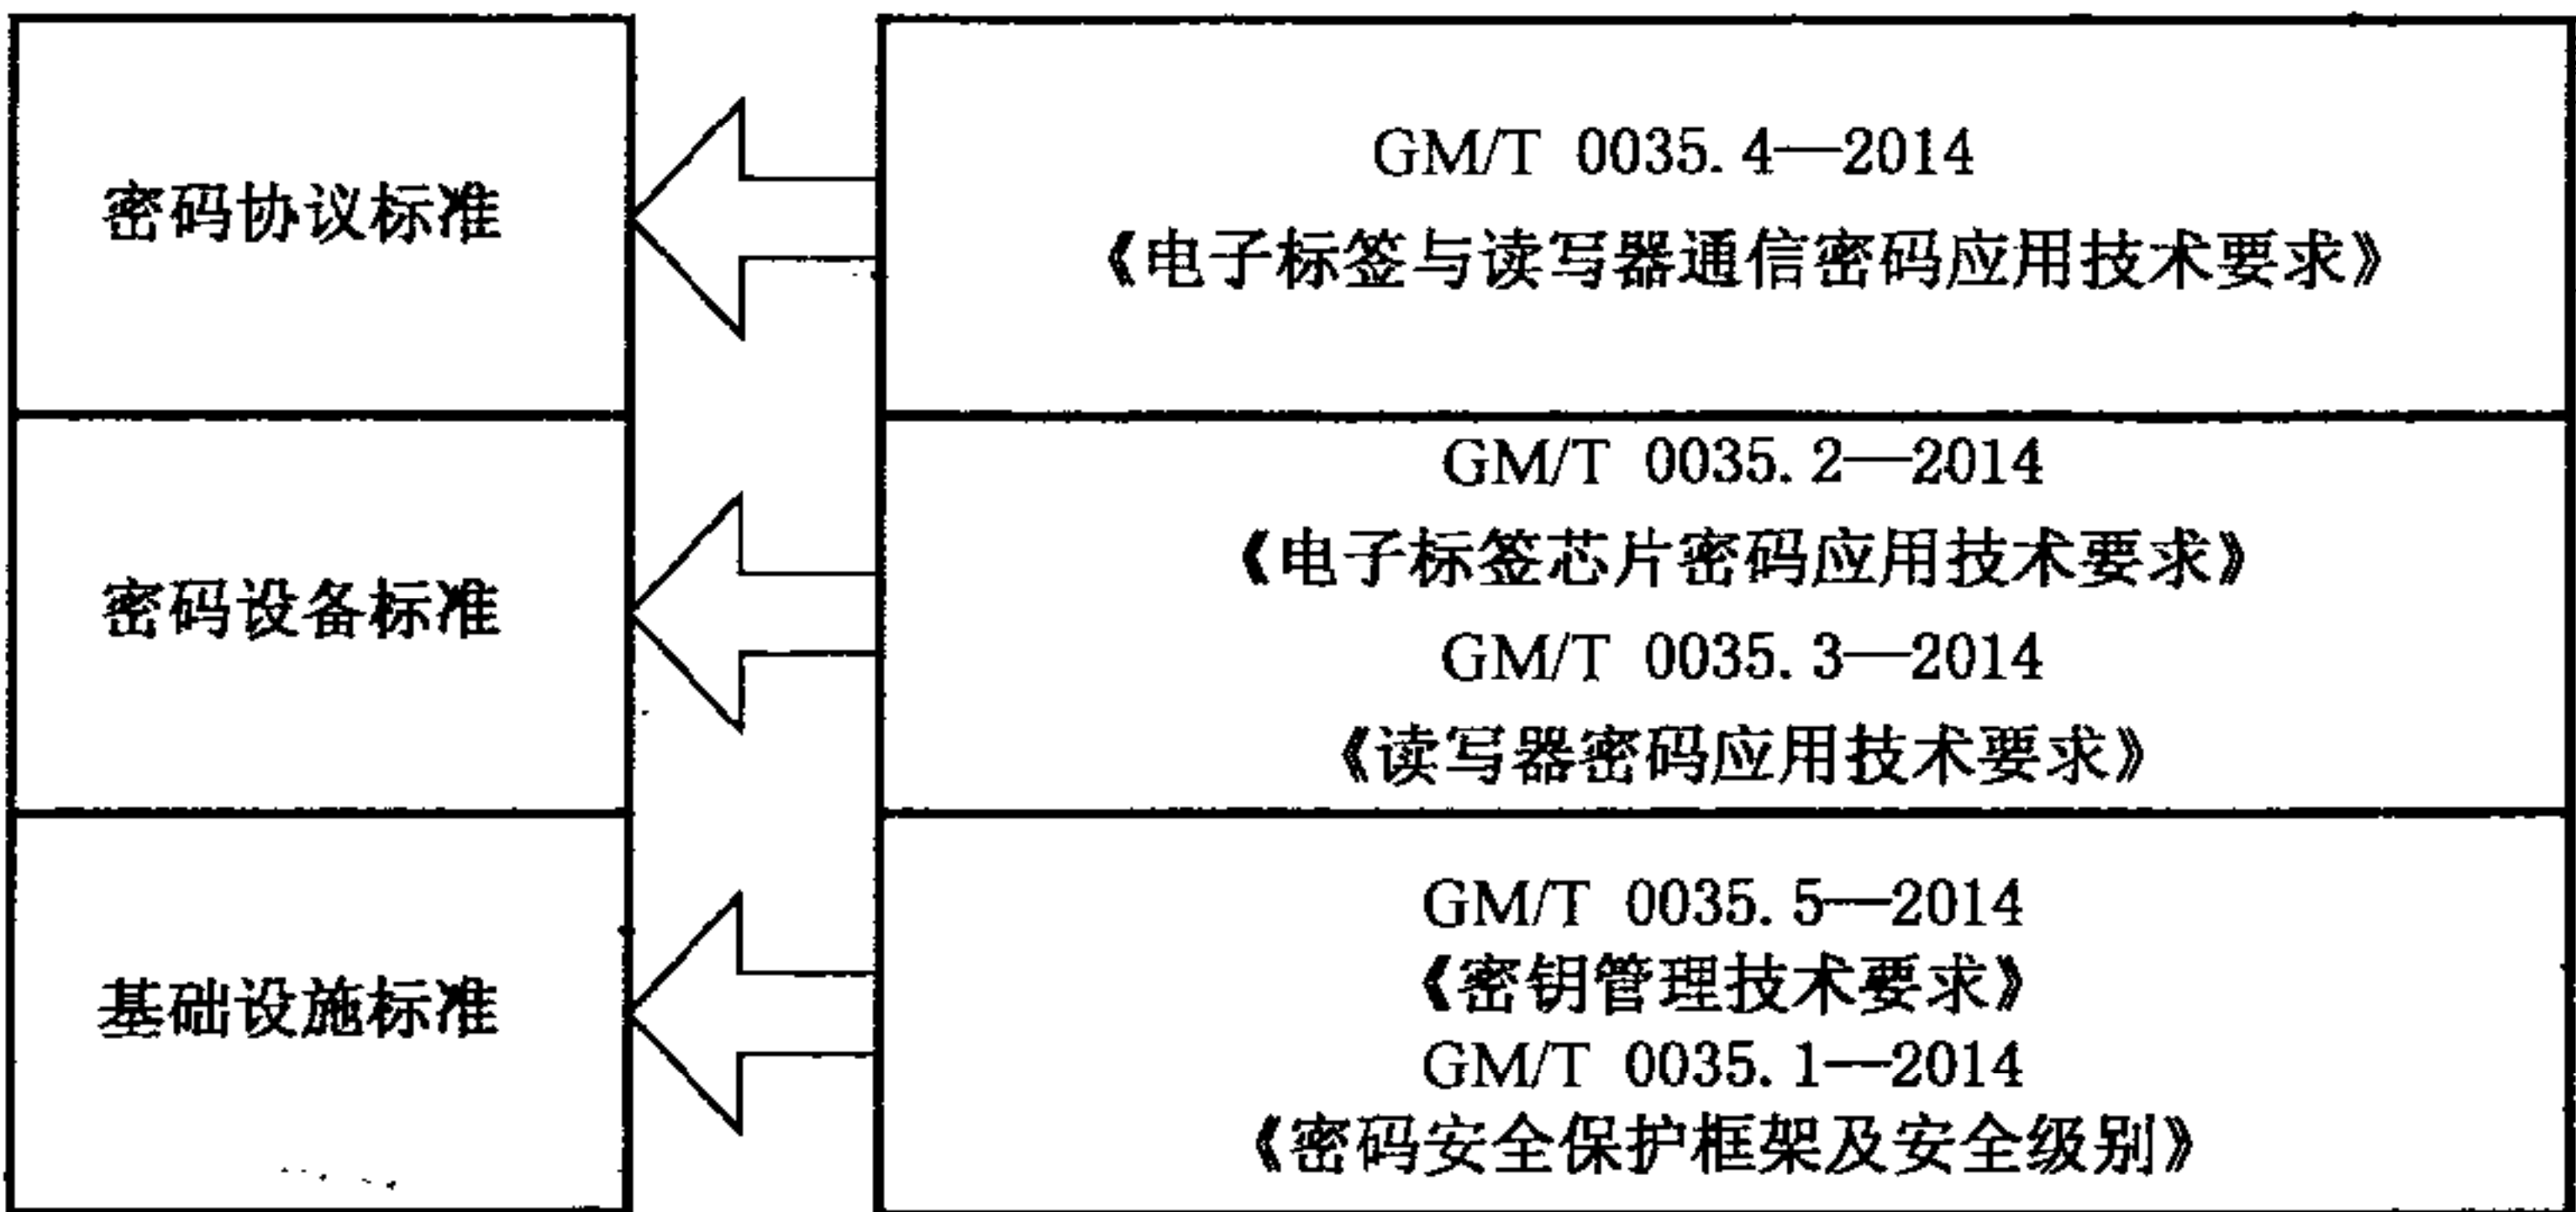 密码协议标准
GM/T 0035.4—2014
《电子标签与读写器通信密码应用技术要求》
密码设备标准
GM/T 0035.2—2014
《电子标签芯片密码应用技术要求》
GM/T 0035.3—2014
《读写器密码应用技术要求》
基础设施标准
GM/T 0035.5—2014
《密钥管理技术要求》
GM/T 0035.1—2014
《密码安全保护框架及安全级别》